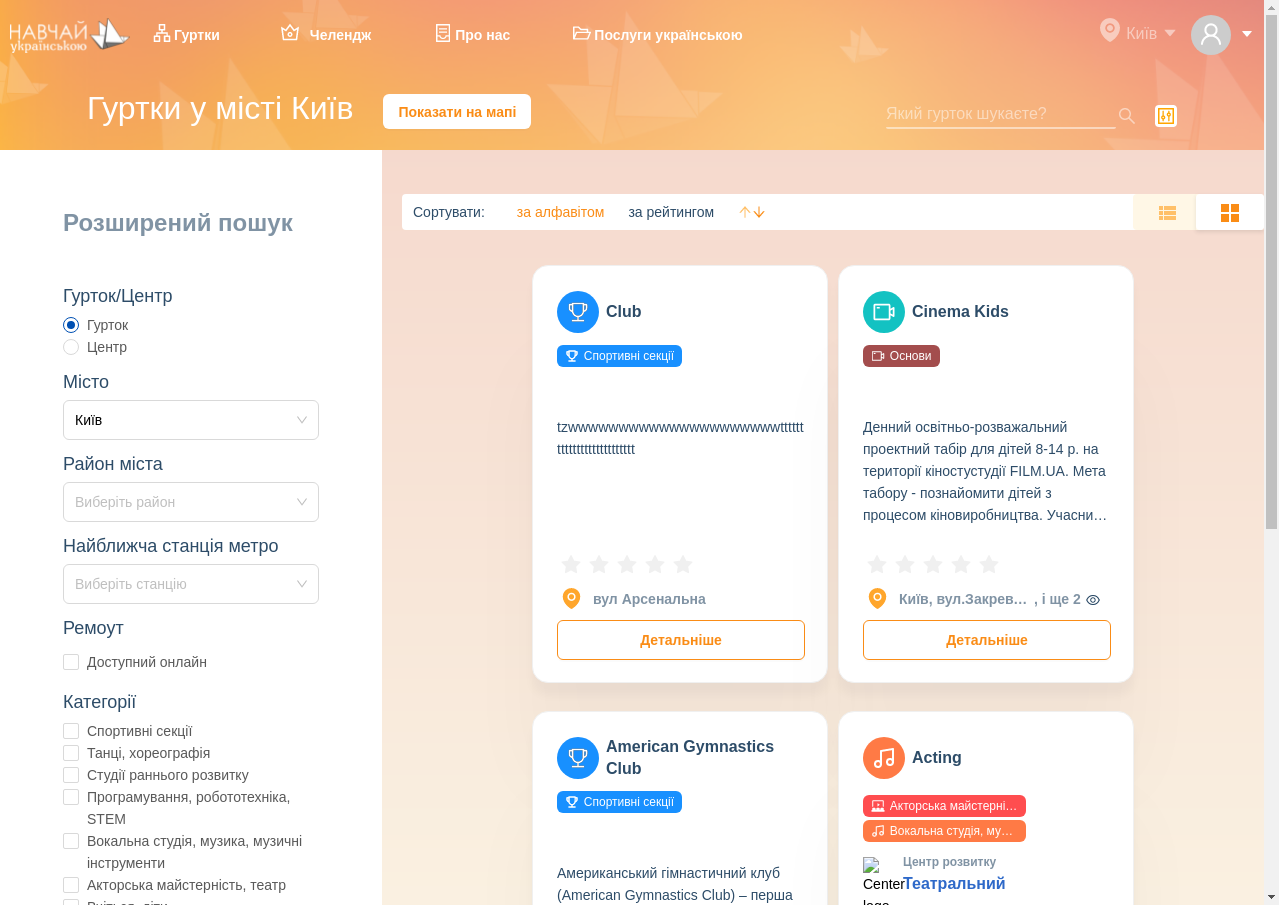 НАВЧАЙ
українською
Гуртки
Челендж
Про нас
Послуги українською
Київ
Гуртки у місті Київ
Показати на мапі
Який гурток шукаєте?
Розширений пошук
Гурток/Центр
Гурток
Центр
Місто
Київ
Район міста
Виберіть район
Найближча станція метро
Виберіть станцію
Ремоут
Доступний онлайн
Категорії
Спортивні секції
Танці, хореографія
Студії раннього розвитку
Програмування, робототехніка,
STEM
Вокальна студія, музика, музичні
інструменти
Акторська майстерність, театр
Сортувати:
за алфавітом
за рейтингом
Club
Спортивні секції
tzwwwwwwwwwwwwwwwwwwwwwtttttt
ttttttttttttttttttttt
вул Арсенальна
Детальніше
Cinema Kids
Основи
Денний освітньо-розважальний
проектний табір для дітей 8-14 р. на
території кіностустудії FILM.UA. Мета
табору - познайомити дітей з
процесом кіновиробництва. Учасни…
Київ, вул.Закрев… , і ще 2
Детальніше
American Gymnastics
Club
Спортивні секції
Американський гімнастичний клуб
(American Gymnastics Club) – перша
Acting
Акторська майстерні…
Вокальна студія, му…
Center
Центр розвитку
Театральний